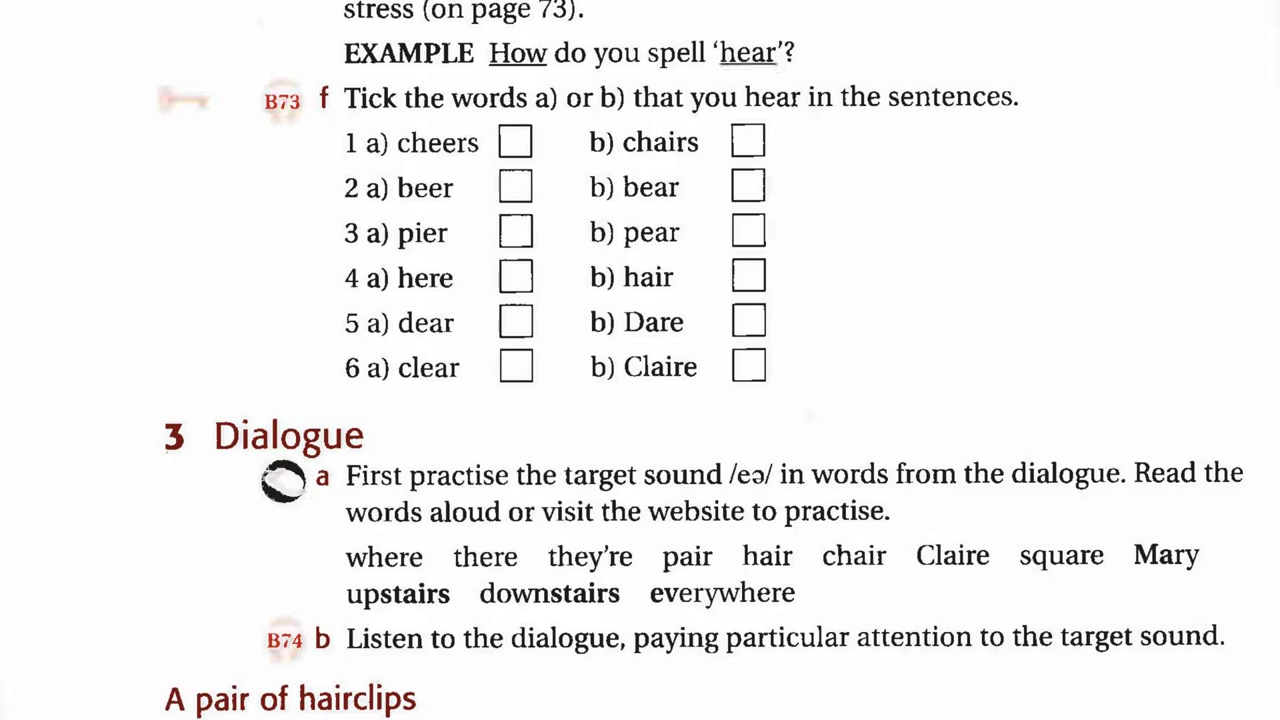 stress (on page 73).
EXAMPLE How do you spell ‘hear’?
B73 f Tick the words a) or b) that you hear in the sentences.
1 a) cheers b) chairs
2 a) beer b) bear
3 a) pier b) pear
4 a) here b) hair
5 a) dear b) Dare
6 a) clear b) Claire
3 Dialogue
a First practise the target sound /eə/ in words from the dialogue. Read the
words aloud or visit the website to practise.
where there they’re pair hair chair Claire square Mary
upstairs downstairs everywhere
B74 b Listen to the dialogue, paying particular attention to the target sound.
A pair of hairclips